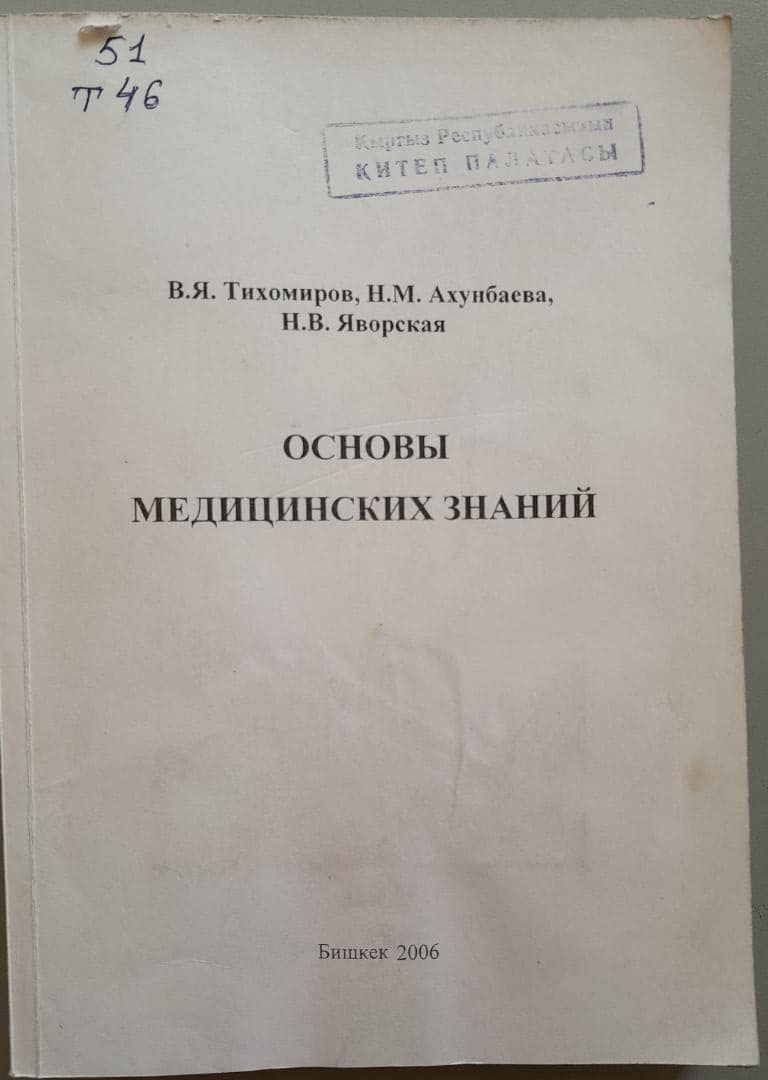 51
Т 46
Кыргыз Республикасынын
КИТЕП ПАЛАТАСЫ
В.Я. Тихомиров, Н.М. Ахунбаева,
Н.В. Яворская
ОСНОВЫ
МЕДИЦИНСКИХ ЗНАНИЙ
Бишкек 2006